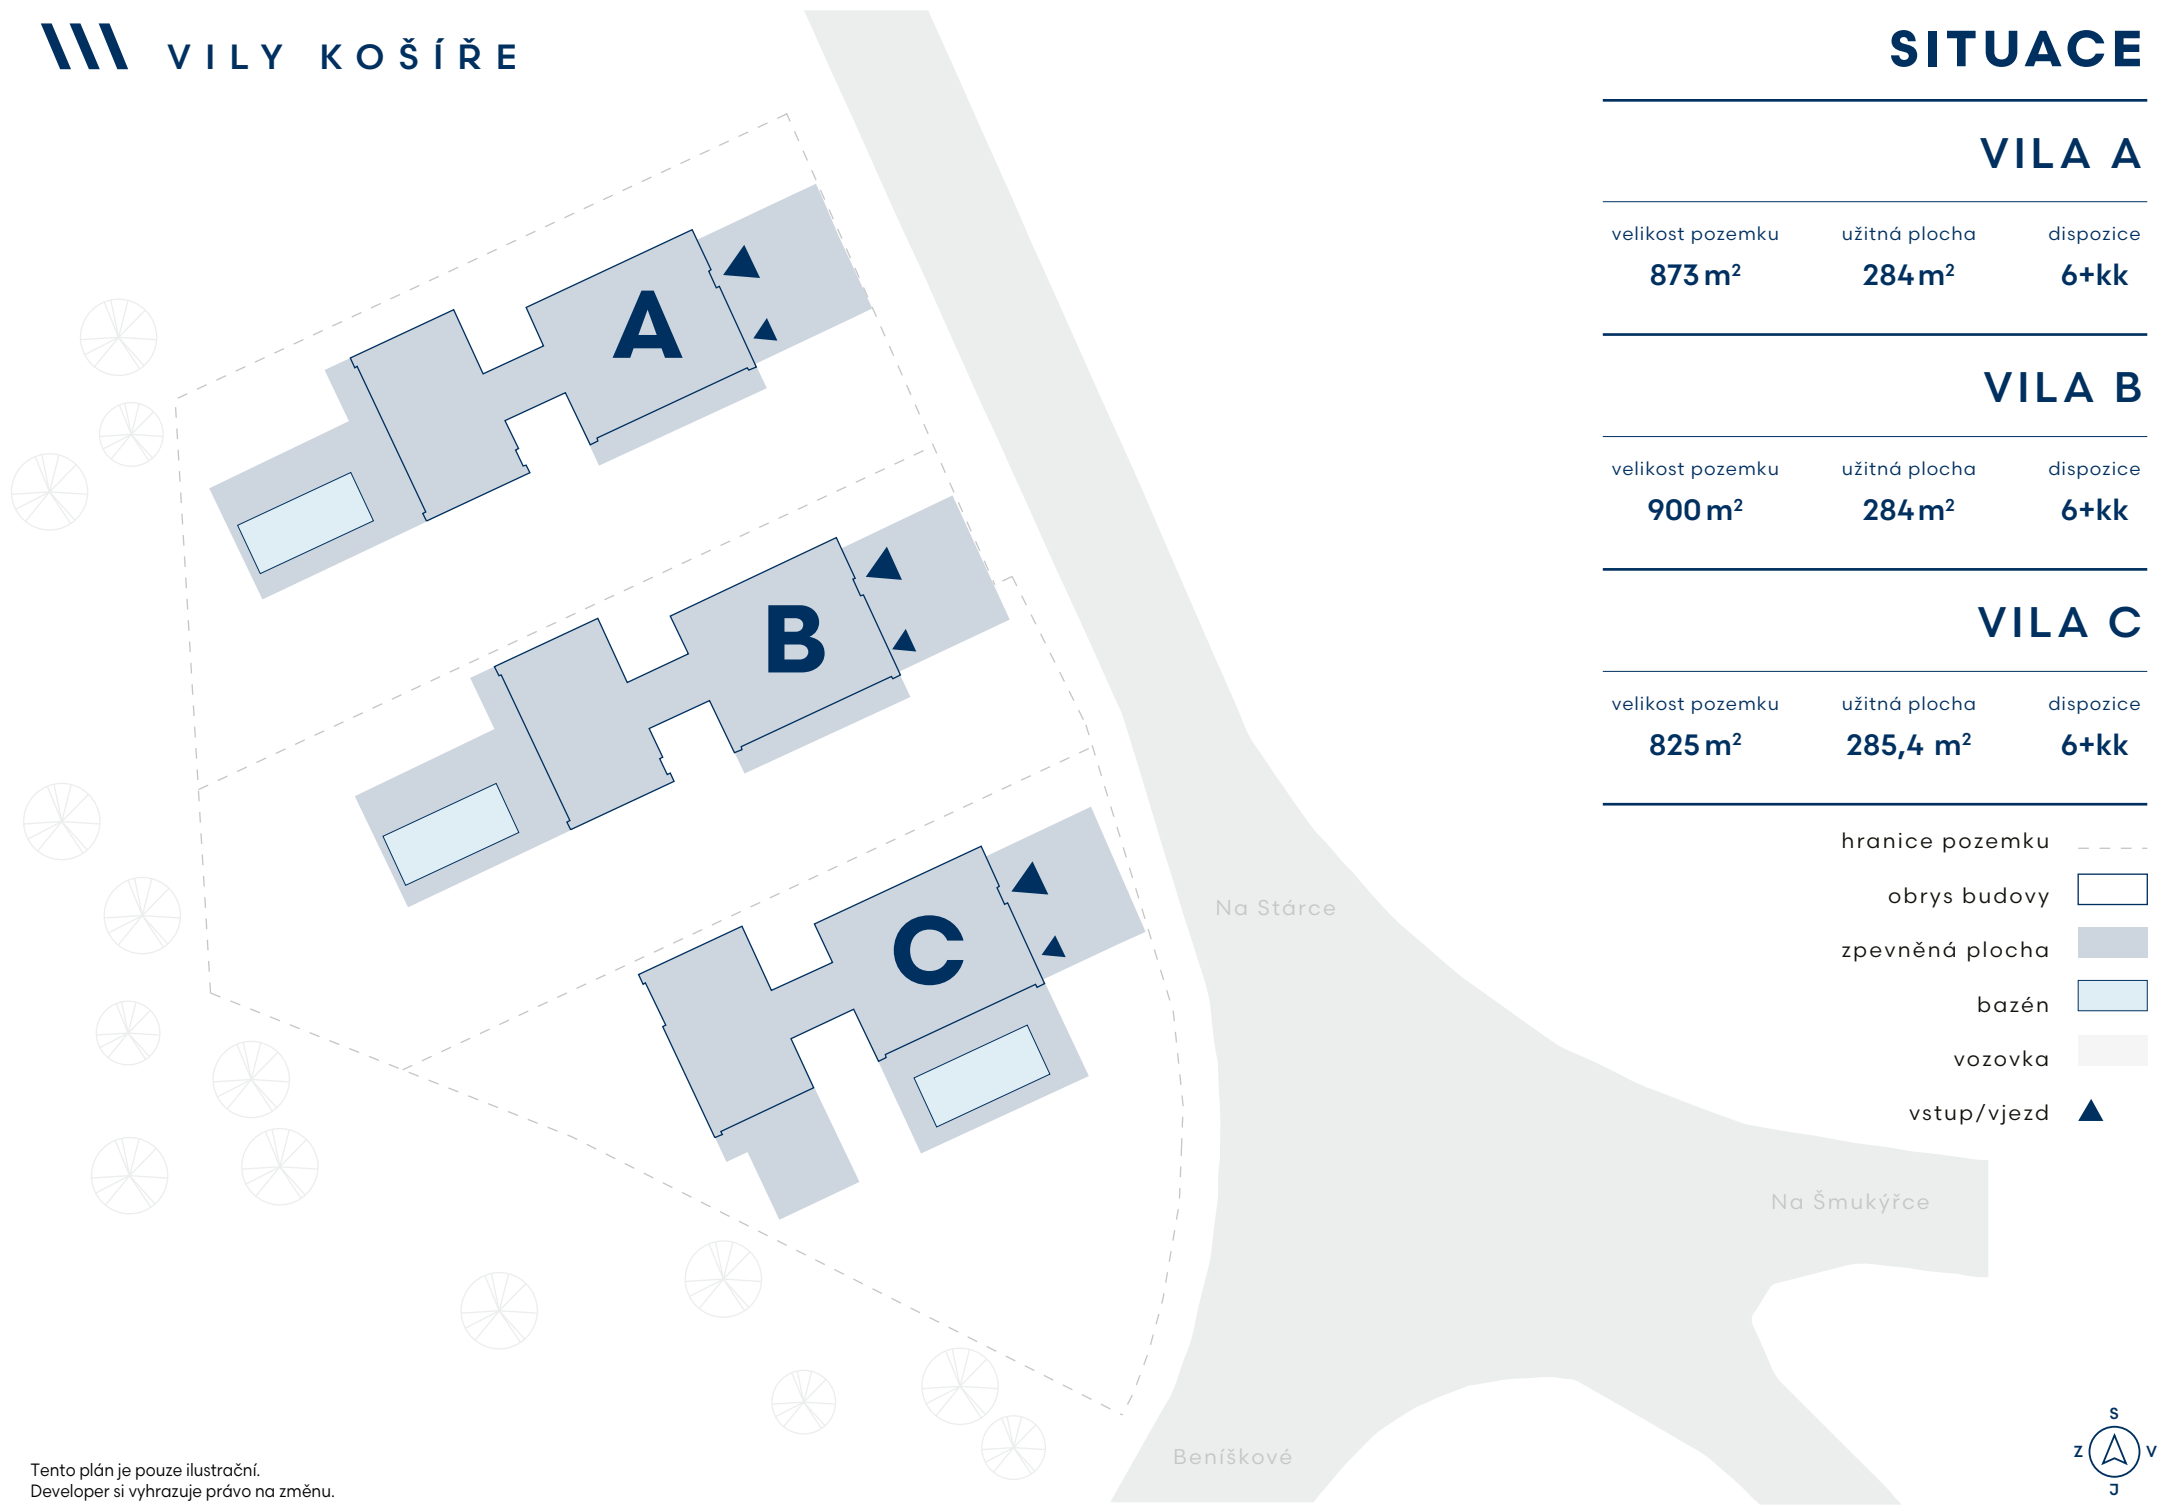 VILY KOŠÍŘE
SITUACE
VILA A
velikost pozemku užitná plocha dispozice
873 m² 284 m² 6+kk
VILA B
velikost pozemku užitná plocha dispozice
900 m² 284 m² 6+kk
VILA C
velikost pozemku užitná plocha dispozice
825 m² 285,4 m² 6+kk
hranice pozemku
obrys budovy
zpevněná plocha
bazén
vozovka
vstup/vjezd
A
B
C
Na Stárce
Na Šmukýřce
Beníškové
S
Z V
J
Tento plán je pouze ilustrační.
Developer si vyhrazuje právo na změnu.